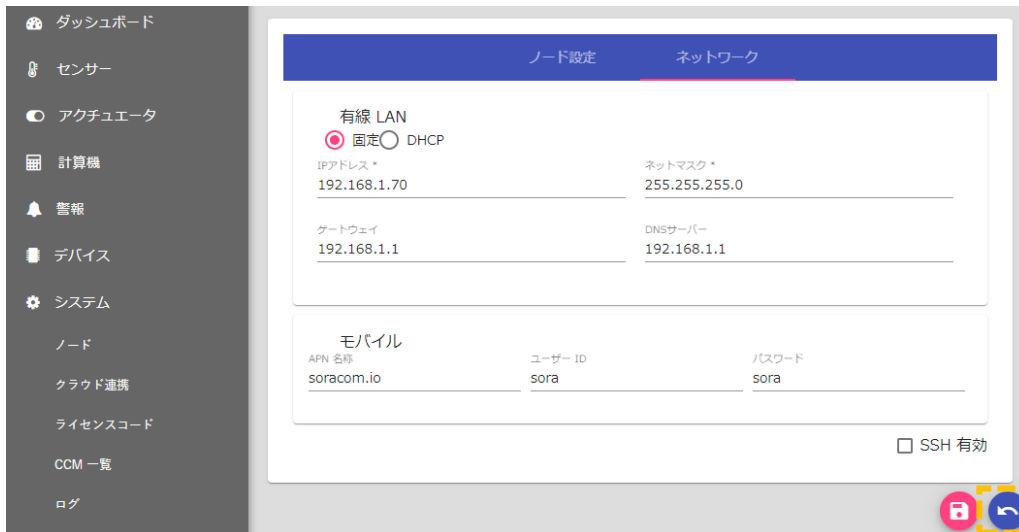 ダッシュボード
センサー
アクチュエータ
計算機
警報
デバイス
システム
ノード
クラウド連携
ライセンスコード
CCM 一覧
ログ
ノード設定 ネットワーク
有線 LAN
固定 DHCP
IPアドレス * ネットマスク *
192.168.1.70 255.255.255.0
ゲートウェイ DNSサーバー
192.168.1.1 192.168.1.1
モバイル
APN 名称 ユーザー ID パスワード
soracom.io sora sora
SSH 有効